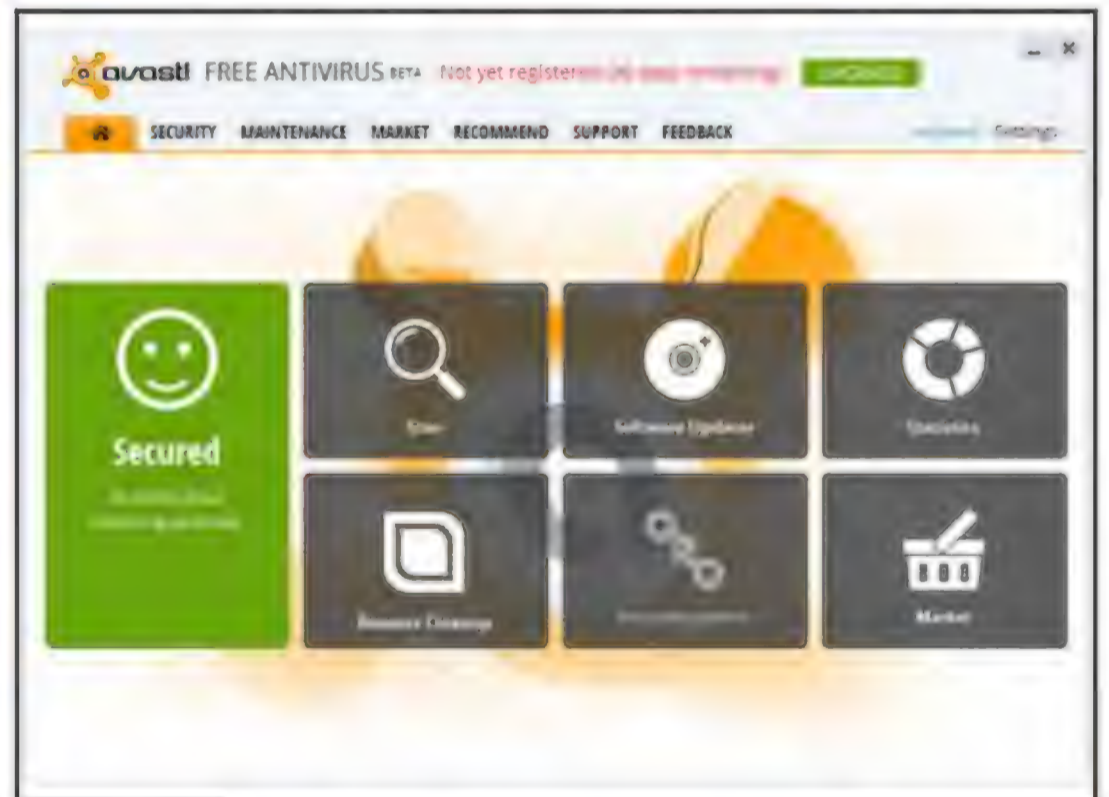 avast! FREE ANTIVIRUS BETA Not yet registered
SECURITY MAINTENANCE MARKET RECOMMEND SUPPORT FEEDBACK Settings
Secured
Scan
Software Updater
Statistics
Browser Cleanup
Market